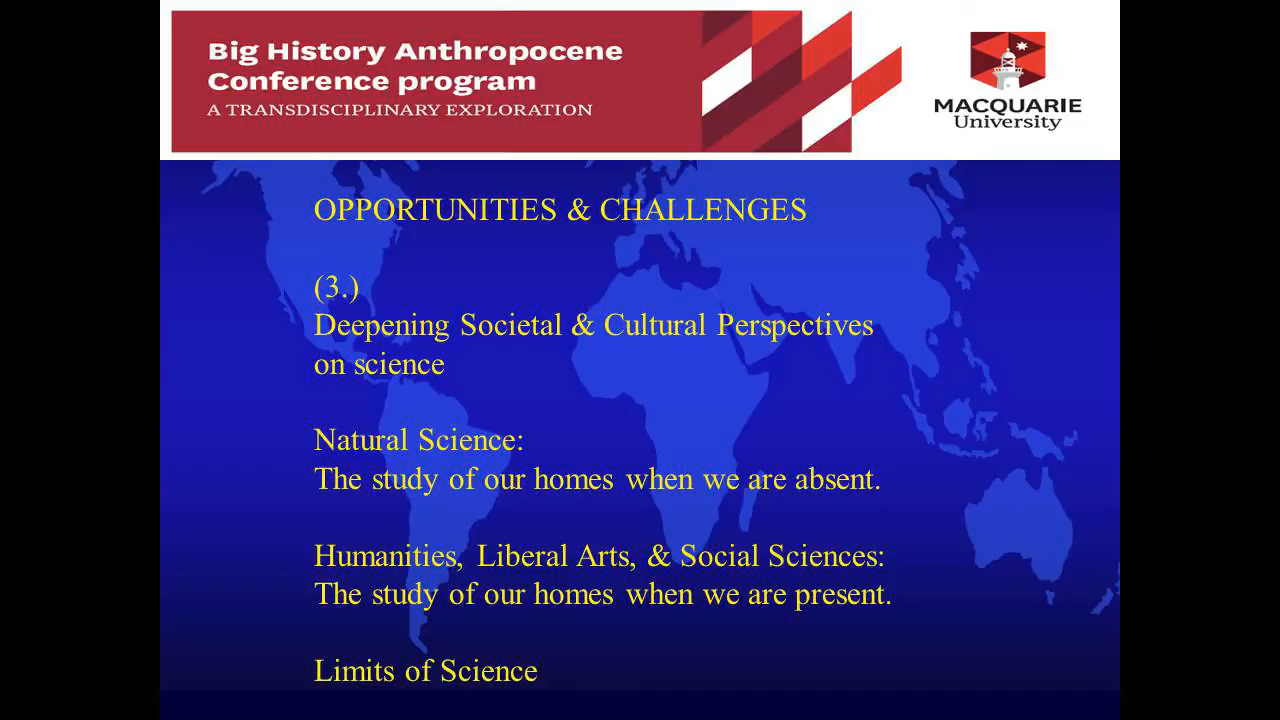 Big History Anthropocene
Conference program
A TRANSDISCIPLINARY EXPLORATION
MACQUARIE
University
OPPORTUNITIES & CHALLENGES
(3.)
Deepening Societal & Cultural Perspectives
on science
Natural Science:
The study of our homes when we are absent.
Humanities, Liberal Arts, & Social Sciences:
The study of our homes when we are present.
Limits of Science